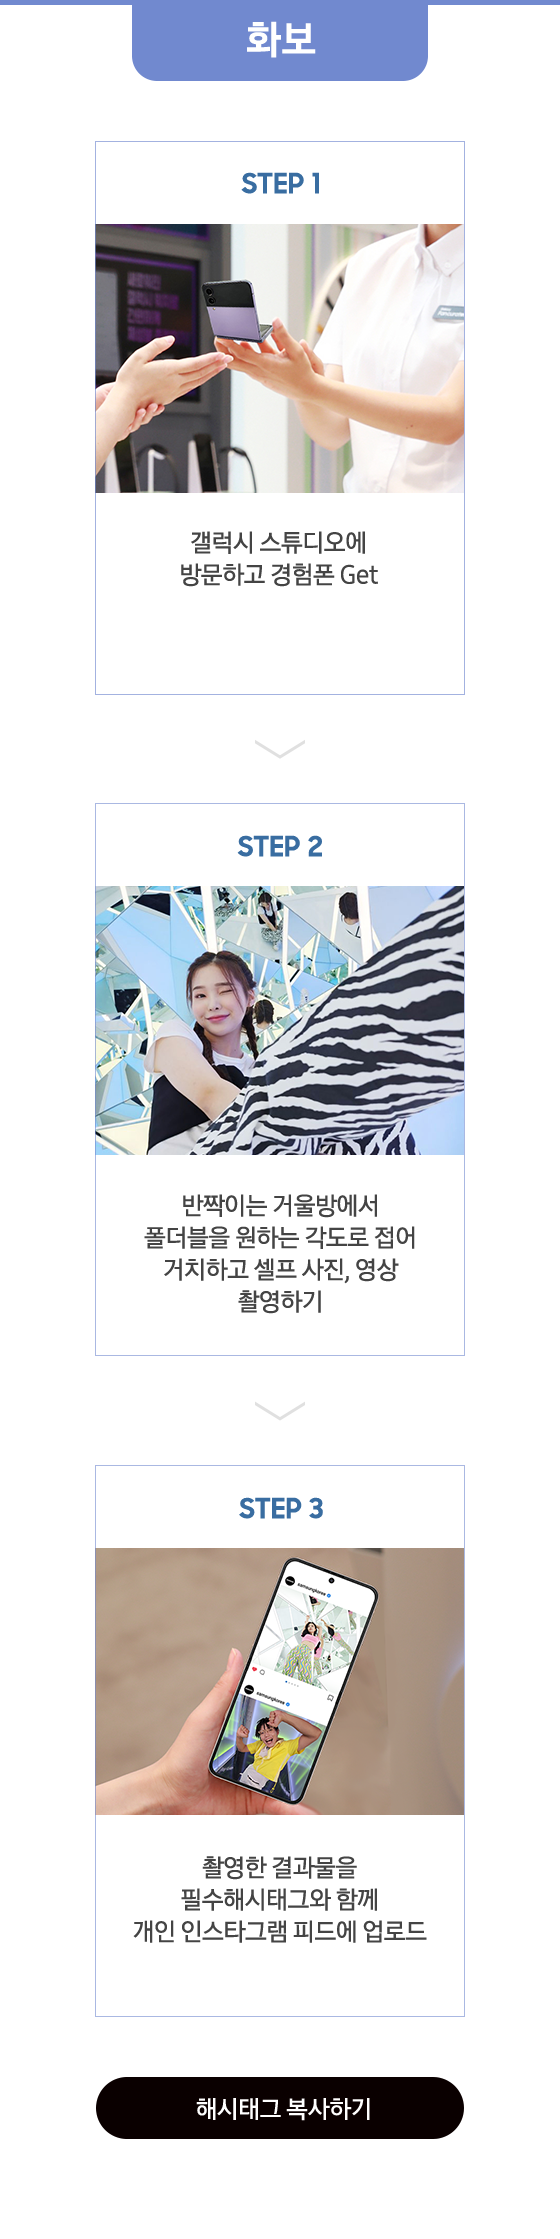 화보
STEP 1
갤럭시 스튜디오에
방문하고 경험폰 Get
STEP 2
반짝이는 거울방에서
폴더블을 원하는 각도로 접어
거치하고 셀프 사진, 영상
촬영하기
STEP 3
samsungkorea
samsungkorea
촬영한 결과물을
필수해시태그와 함께
개인 인스타그램 피드에 업로드
해시태그 복사하기